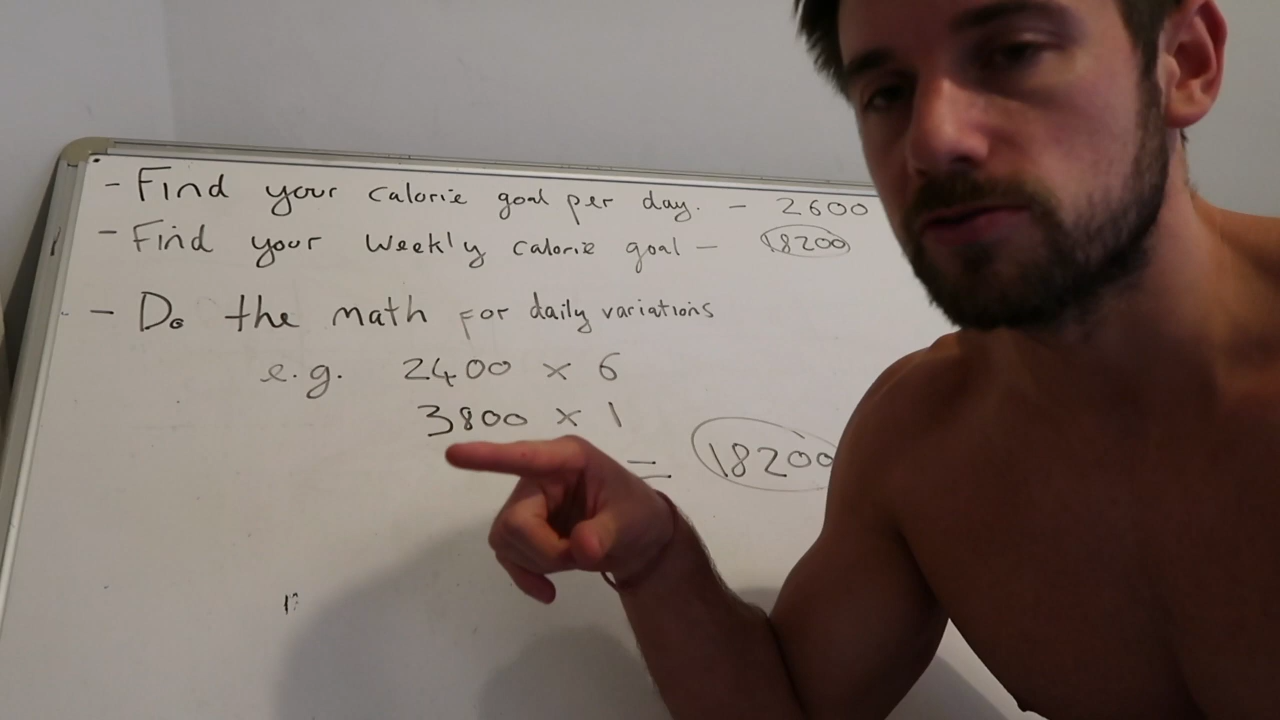 - Find your calorie goal per day. - 2600
- Find your weekly calorie goal - 18200
- Do the math for daily variations
e.g. 2400 x 6
3800 x 1
= 18200